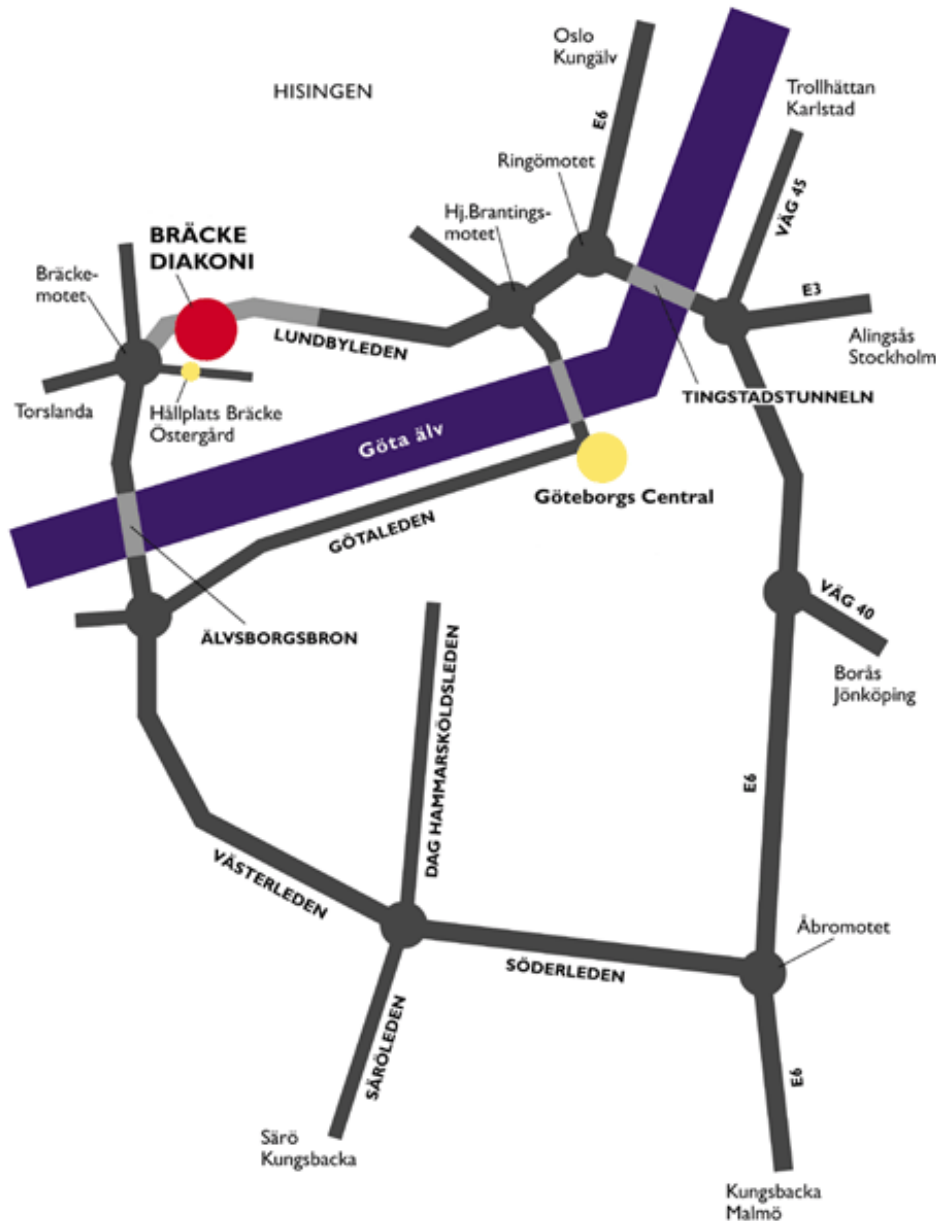 Oslo
Kungälv
HISINGEN
Trollhättan
Karlstad
E6
Ringömotet
VÄG 45
Hj.Brantings-
motet
BRÄCKE
DIAKONI
Bräcke-
motet
E3
LUNDBYLEDEN
Alingsås
Stockholm
TINGSTADSTUNNELN
Torslanda
Hållplats Bräcke
Östergård
Göta älv
Göteborgs Central
GÖTALEDEN
ÄLVSBORGSBRON
VÄG 40
Borås
Jönköping
DAG HAMMARSKÖLDSLEDEN
E6
VÄSTERLEDEN
Åbromotet
SÖDERLEDEN
SÄRÖLEDEN
E6
Särö
Kungsbacka
Kungsbacka
Malmö